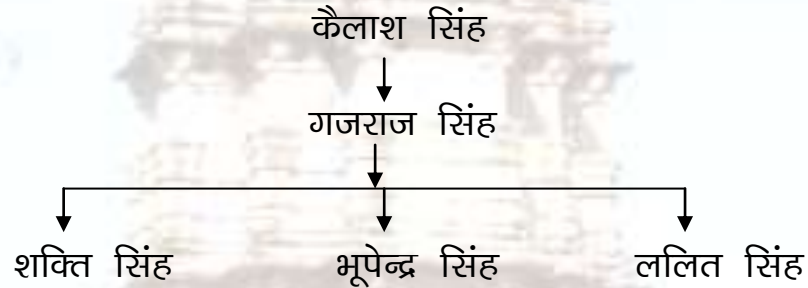 कैलाश सिंह
गजराज सिंह
शक्ति सिंह भूपेन्द्र सिंह ललित सिंह